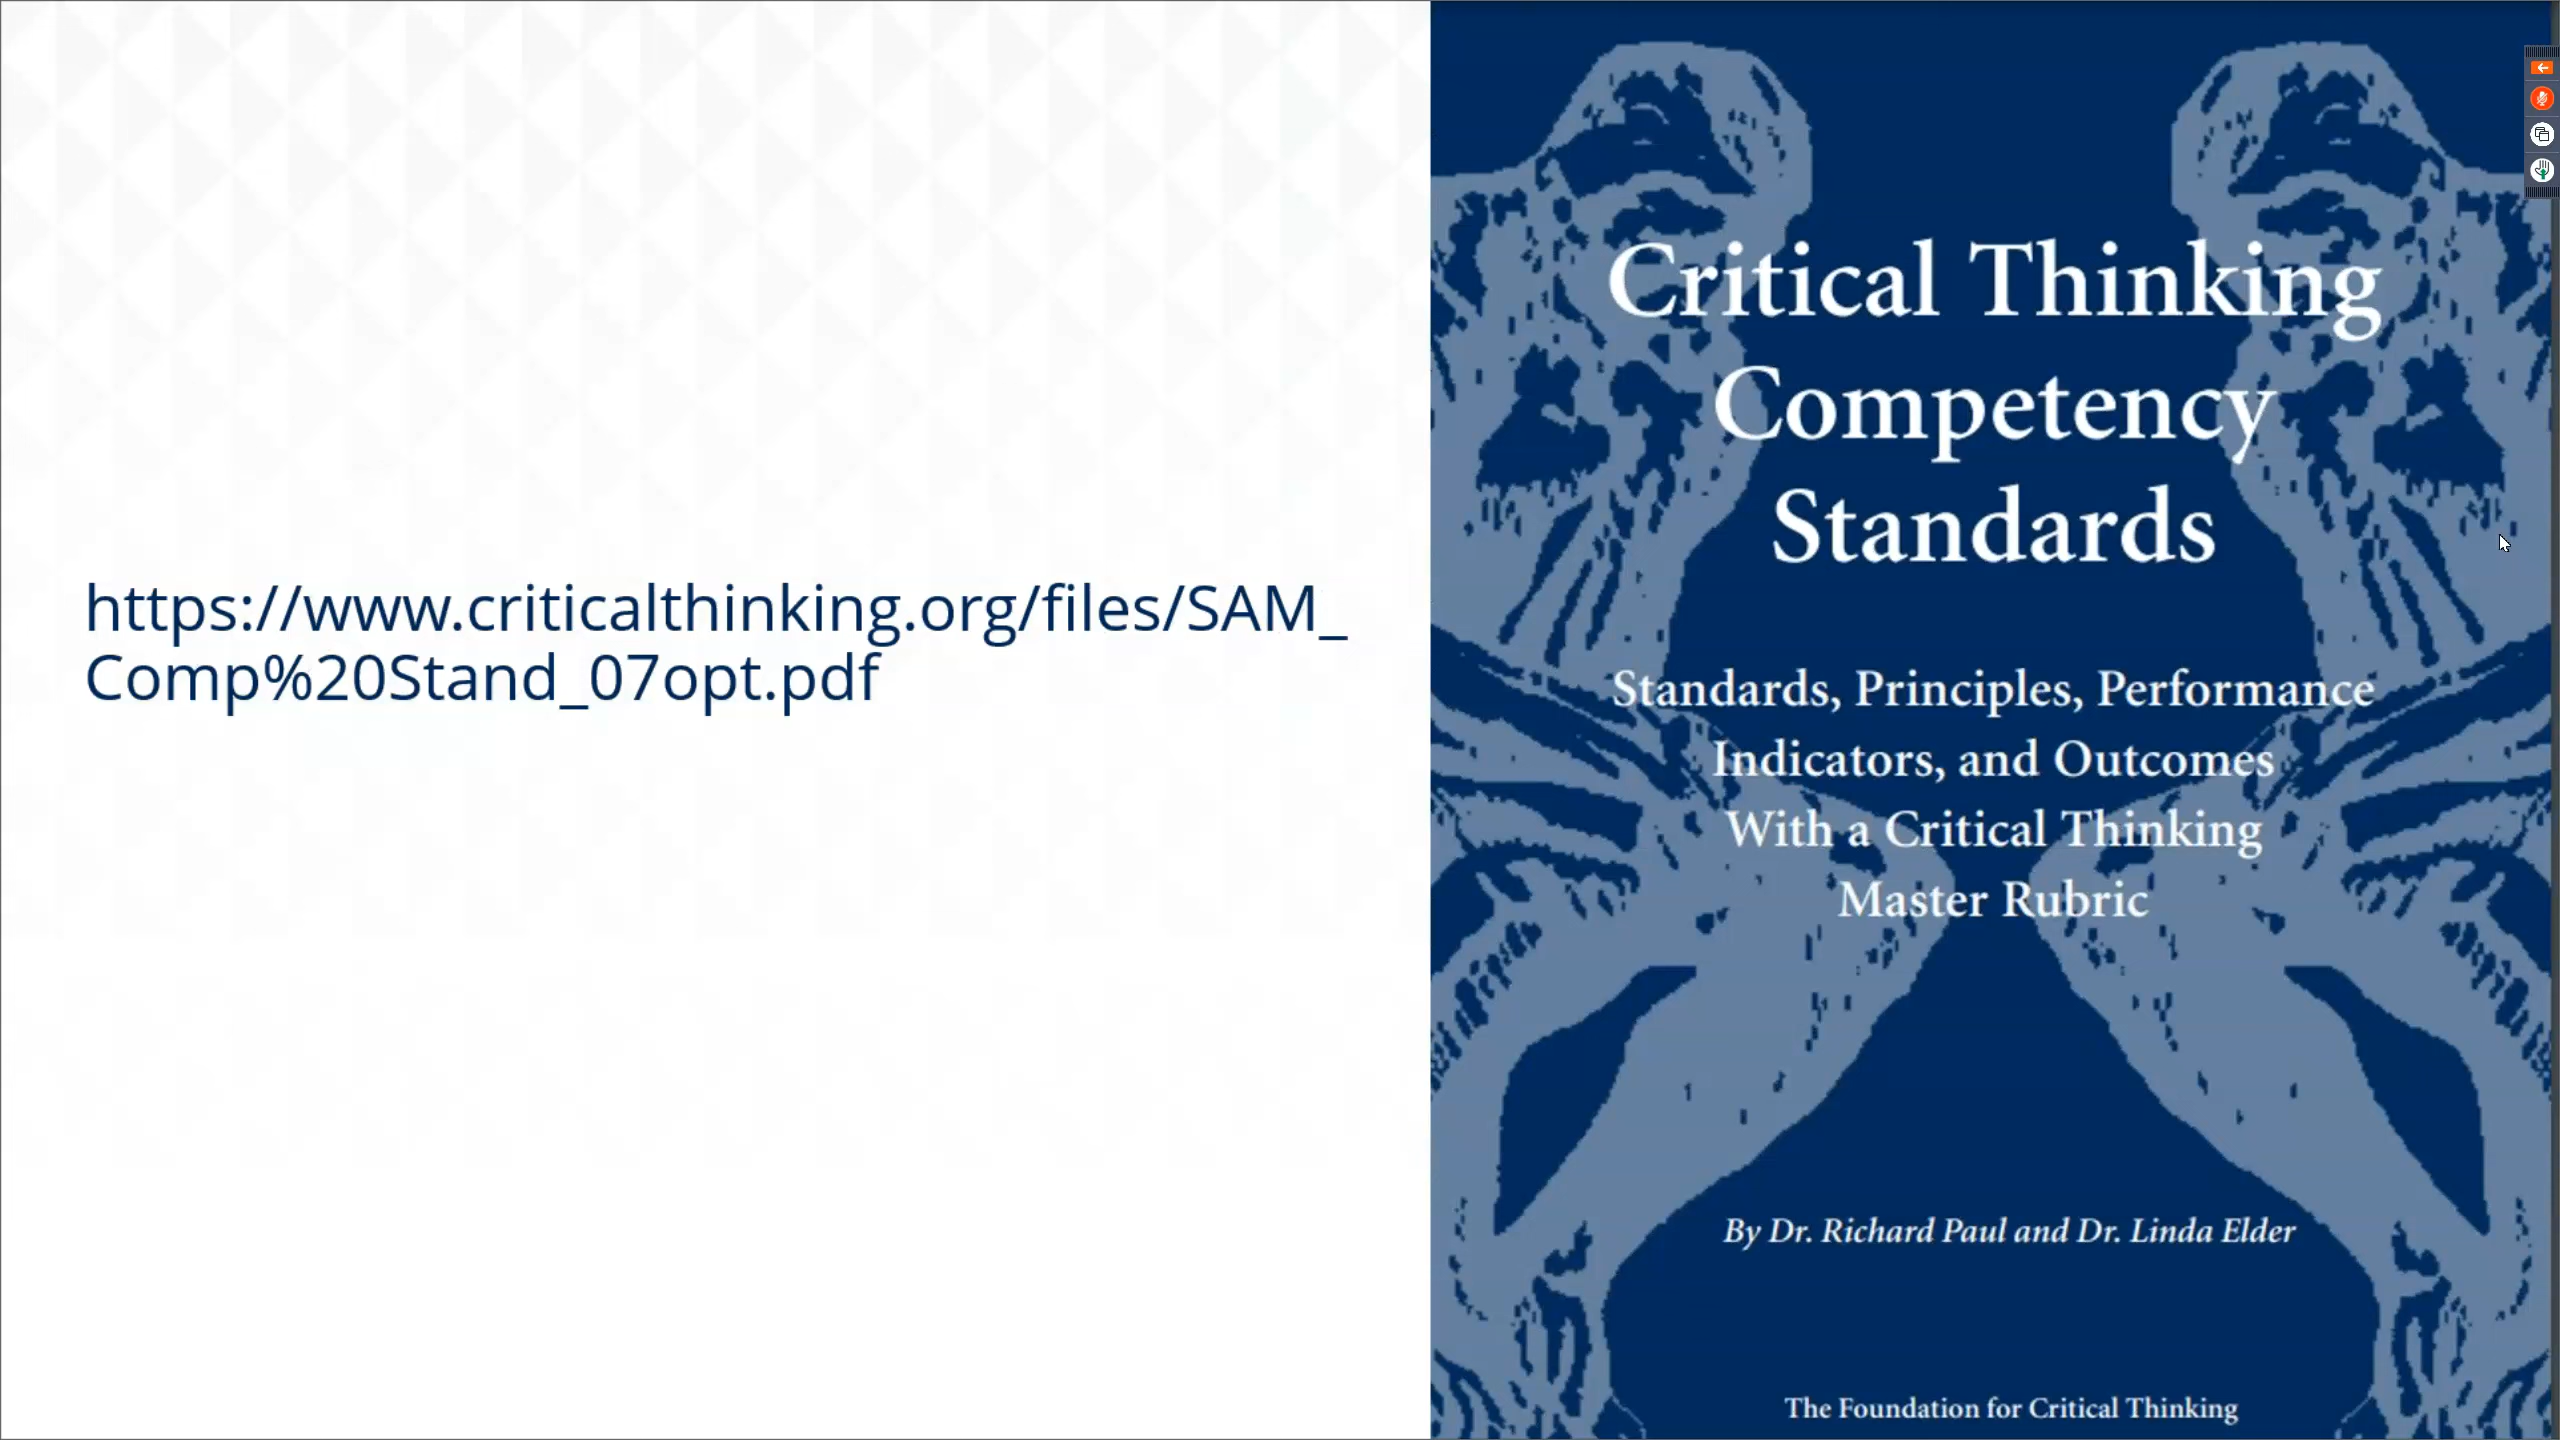 https://www.criticalthinking.org/files/SAM_
Comp%20Stand_07opt.pdf
Critical Thinking
Competency
Standards
Standards, Principles, Performance
Indicators, and Outcomes
With a Critical Thinking
Master Rubric
By Dr. Richard Paul and Dr. Linda Elder
The Foundation for Critical Thinking